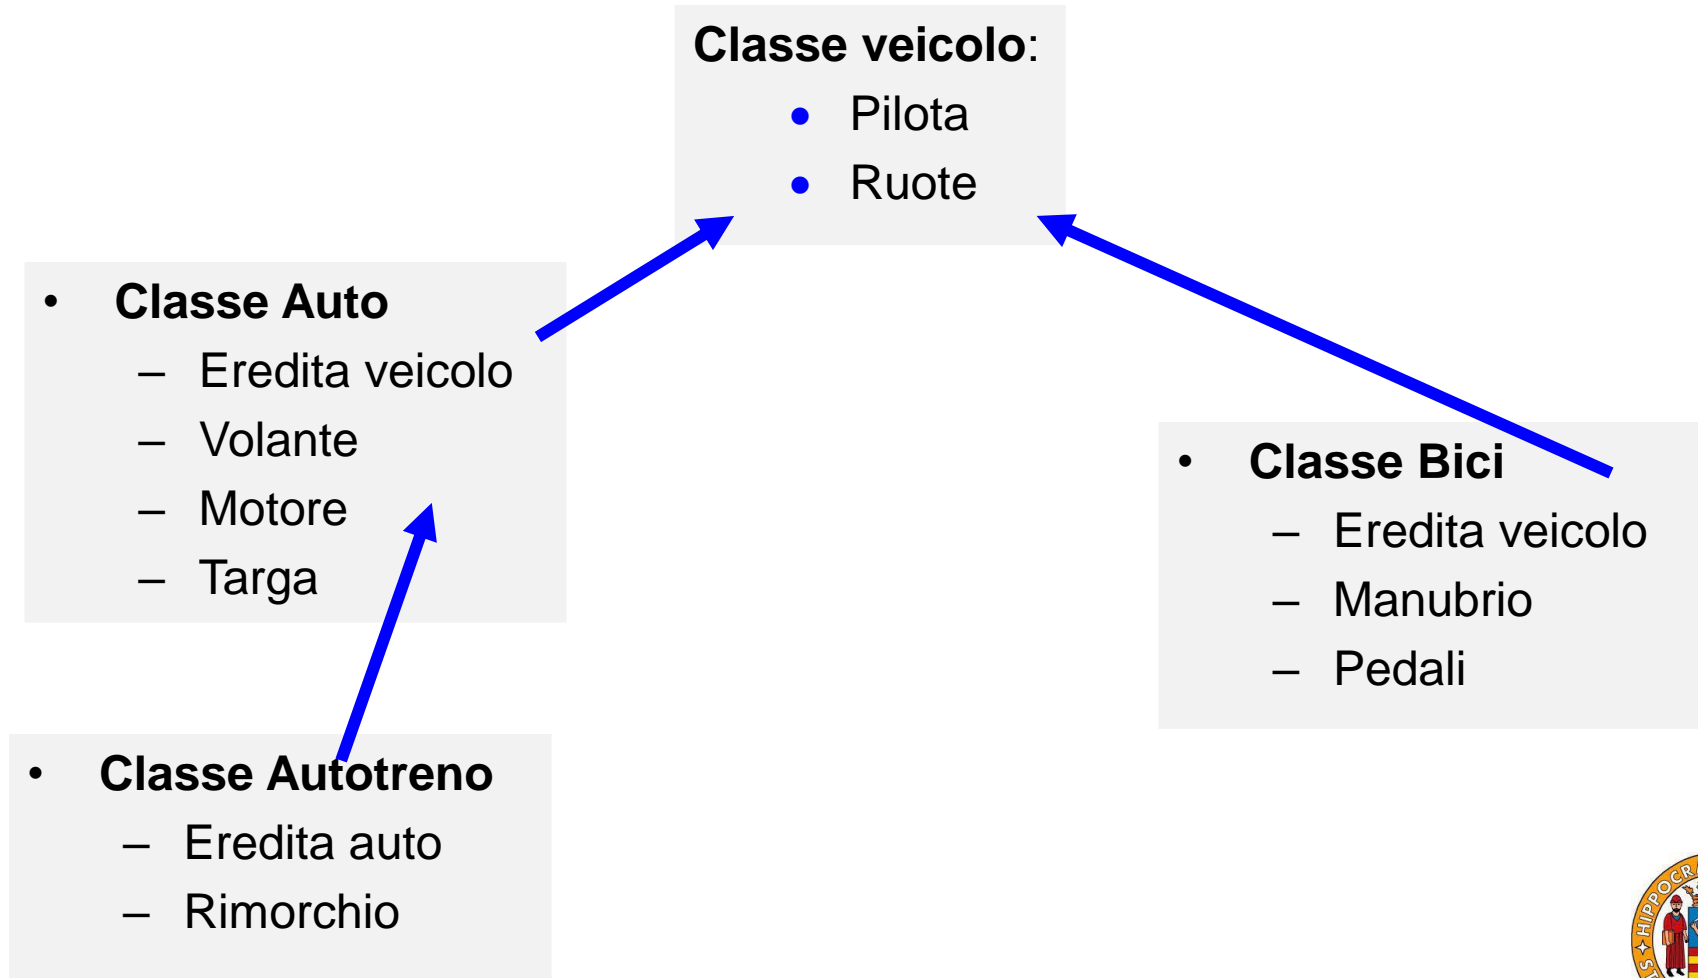 Classe veicolo:
• Pilota
• Ruote
• Classe Auto
– Eredita veicolo
– Volante
– Motore
– Targa
• Classe Bici
– Eredita veicolo
– Manubrio
– Pedali
• Classe Autotreno
– Eredita auto
– Rimorchio